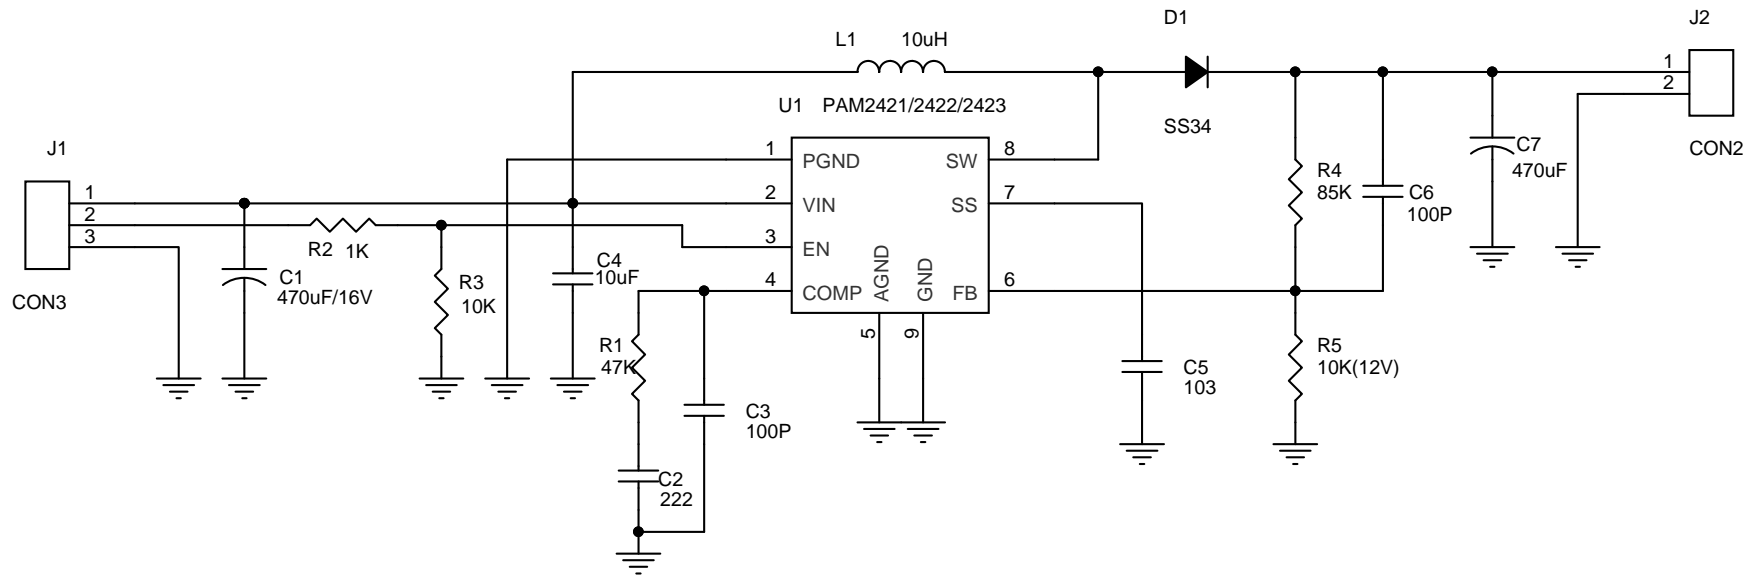 D1
J2
L1 10uH
1
2
U1 PAM2421/2422/2423
SS34
CON2
C7
470uF
J1
CON3
1
2
3
R2 1K
C1
470uF/16V
R3
10K
C4
10uF
1 PGND
2 VIN
3 EN
4 COMP
SW 8
SS 7
FB 6
AGND
GND
5
9
R4
85K
C6
100P
R1
47K
C3
100P
C2
222
C5
103
R5
10K(12V)